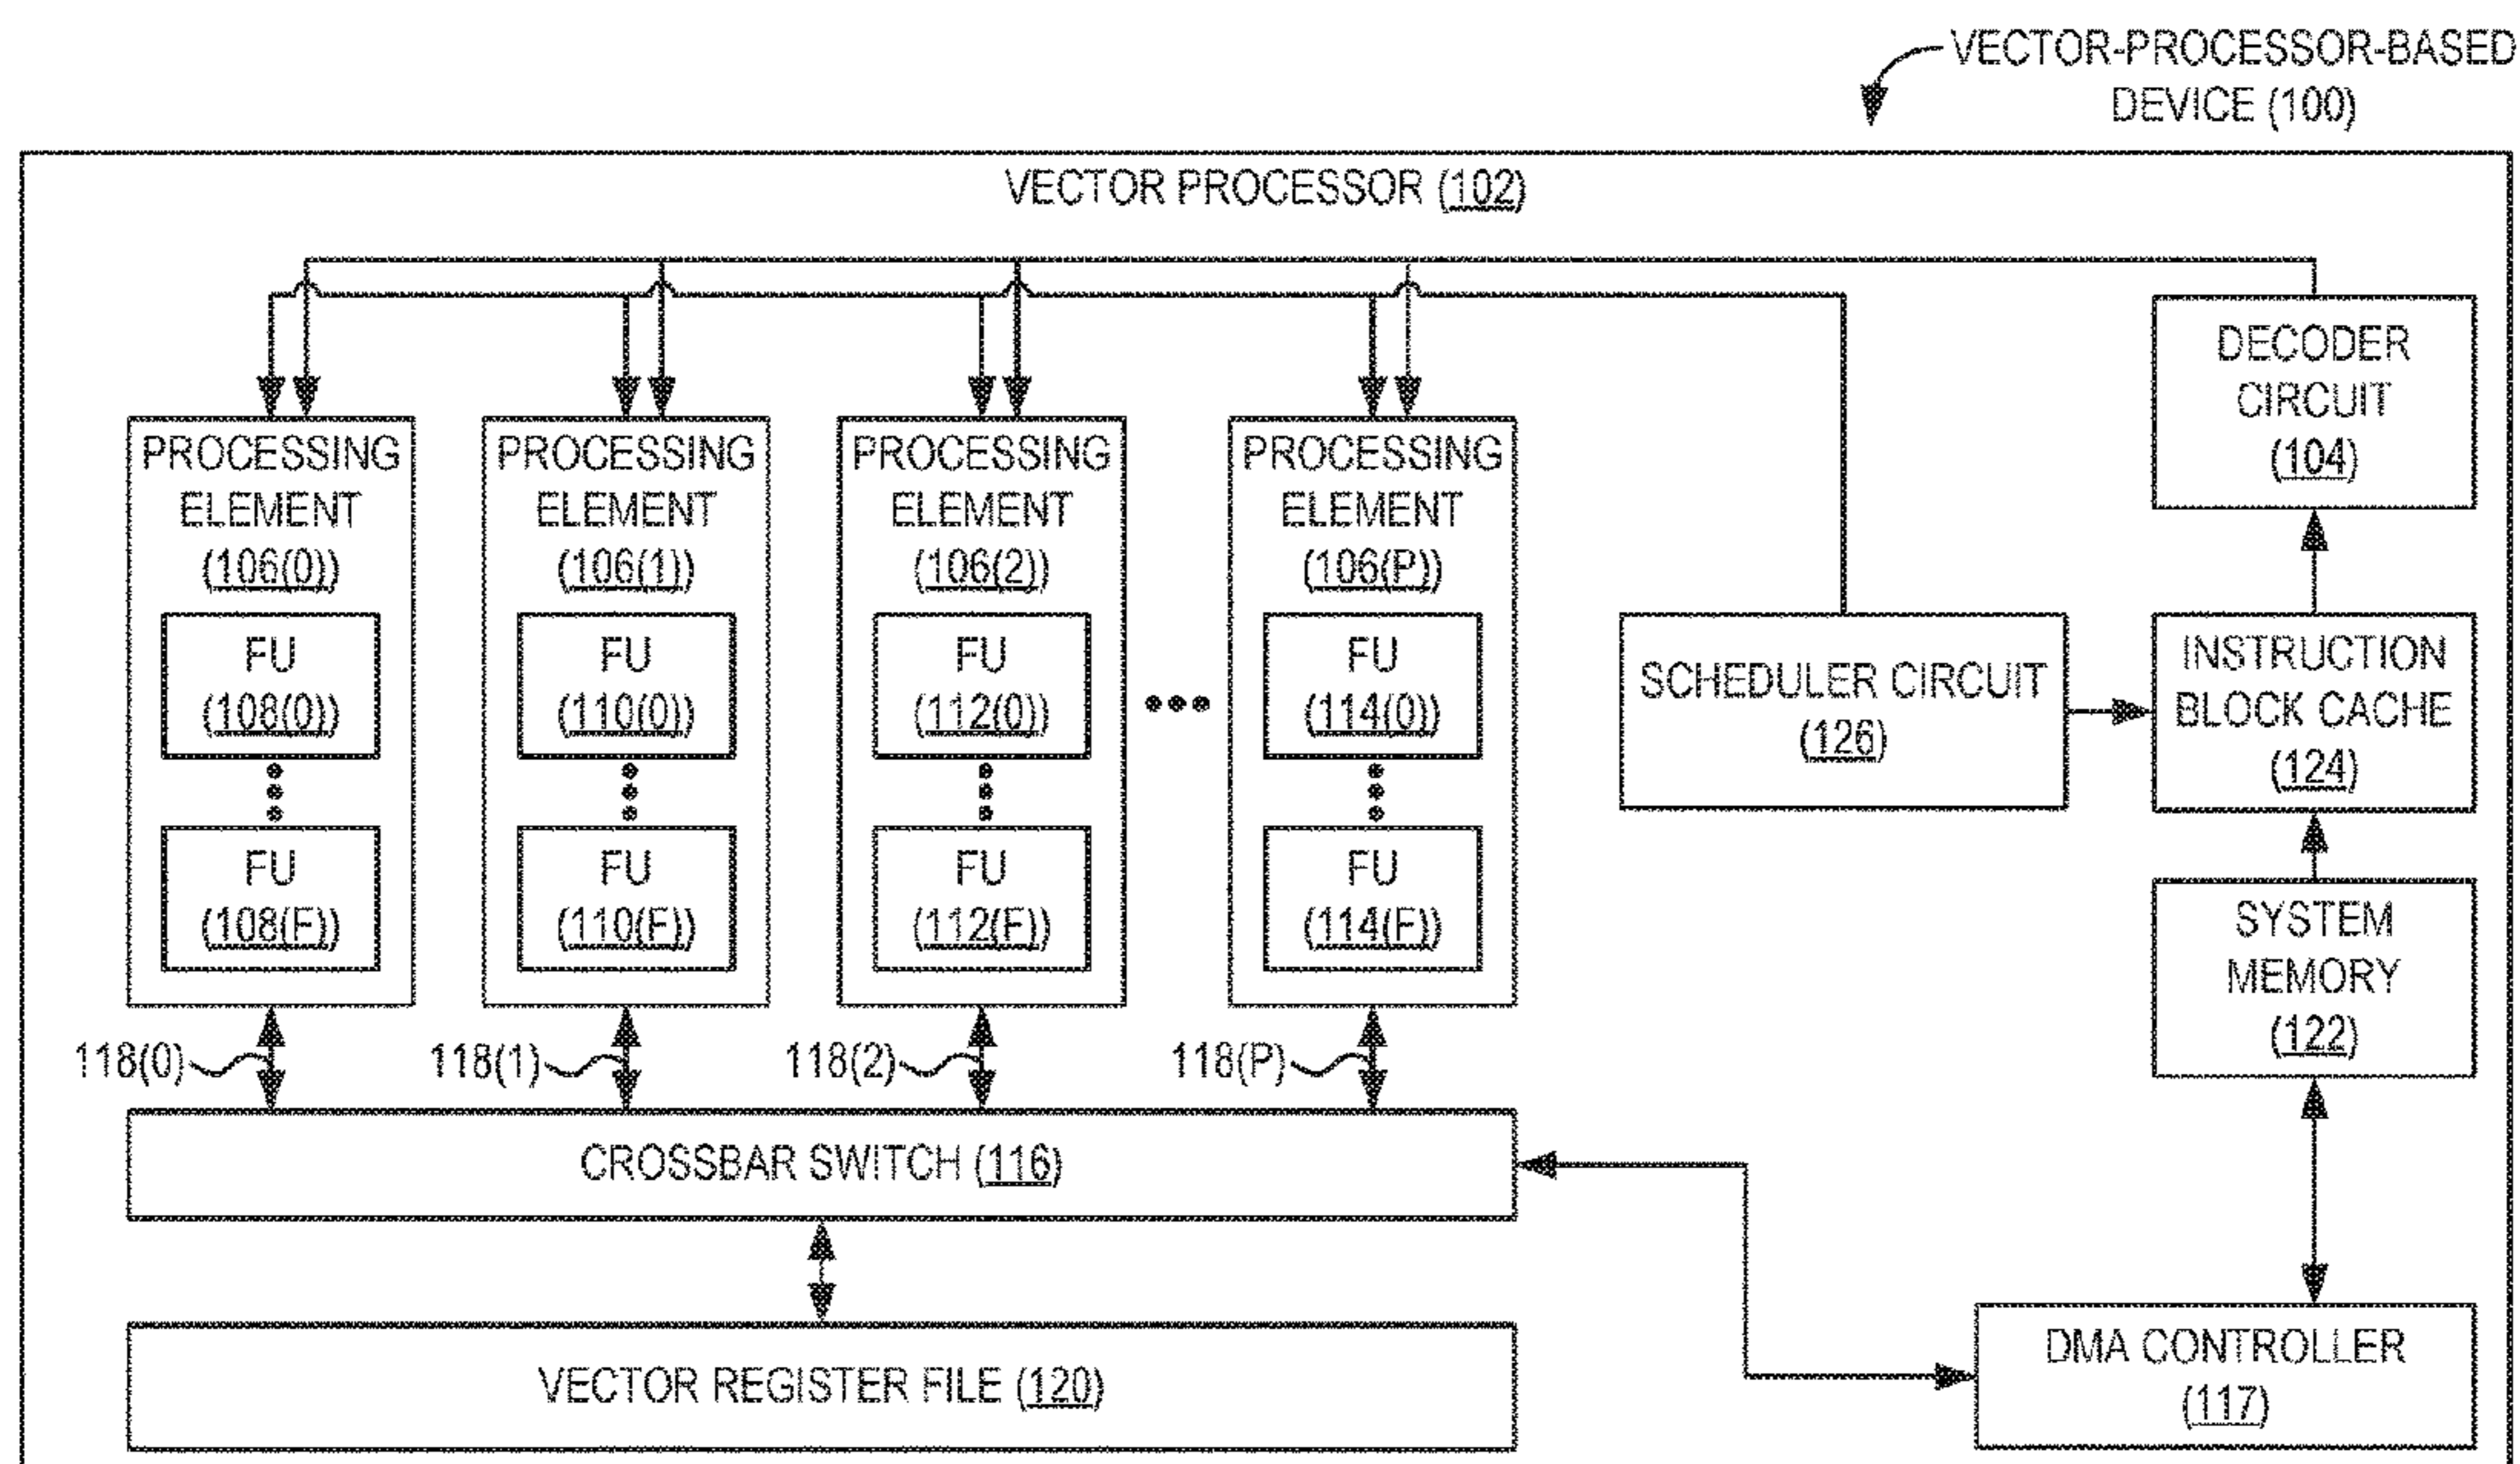 VECTOR-PROCESSOR-BASED
DEVICE (100)
VECTOR PROCESSOR (102)
DECODER
CIRCUIT
(104)
PROCESSING
ELEMENT
(106(0))
FU
(108(0))
FU
(108(F))
PROCESSING
ELEMENT
(106(1))
FU
(110(0))
FU
(110(F))
PROCESSING
ELEMENT
(106(2))
FU
(112(0))
FU
(112(F))
PROCESSING
ELEMENT
(106(P))
FU
(114(0))
FU
(114(F))
SCHEDULER CIRCUIT
(126)
INSTRUCTION
BLOCK CACHE
(124)
SYSTEM
MEMORY
(122)
118(0)
118(1)
118(2)
118(P)
CROSSBAR SWITCH (116)
VECTOR REGISTER FILE (120)
DMA CONTROLLER
(117)